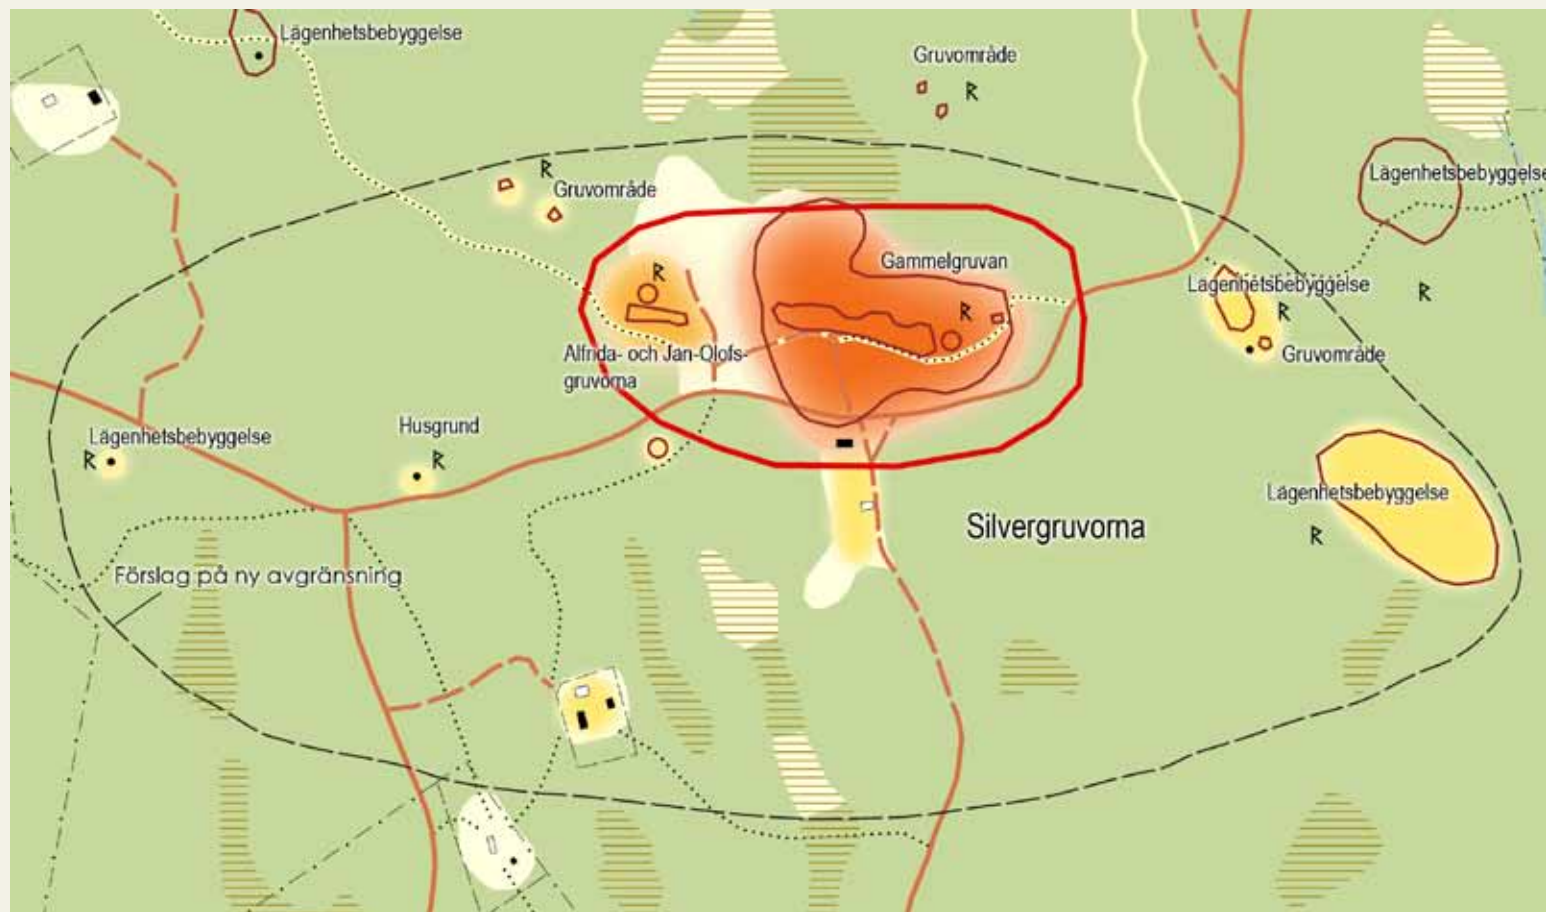 Lägenhetsbebyggelse
Gruvområde
Lägenhetsbebyggelse
Gruvområde
Gammelgruvan
Lägenhetsbebyggelse
Alfrida- och Jan-Olofs-
gruvorna
Gruvområde
Husgrund
Lägenhetsbebyggelse
Lägenhetsbebyggelse
Silvergruvorna
Förslag på ny avgränsning